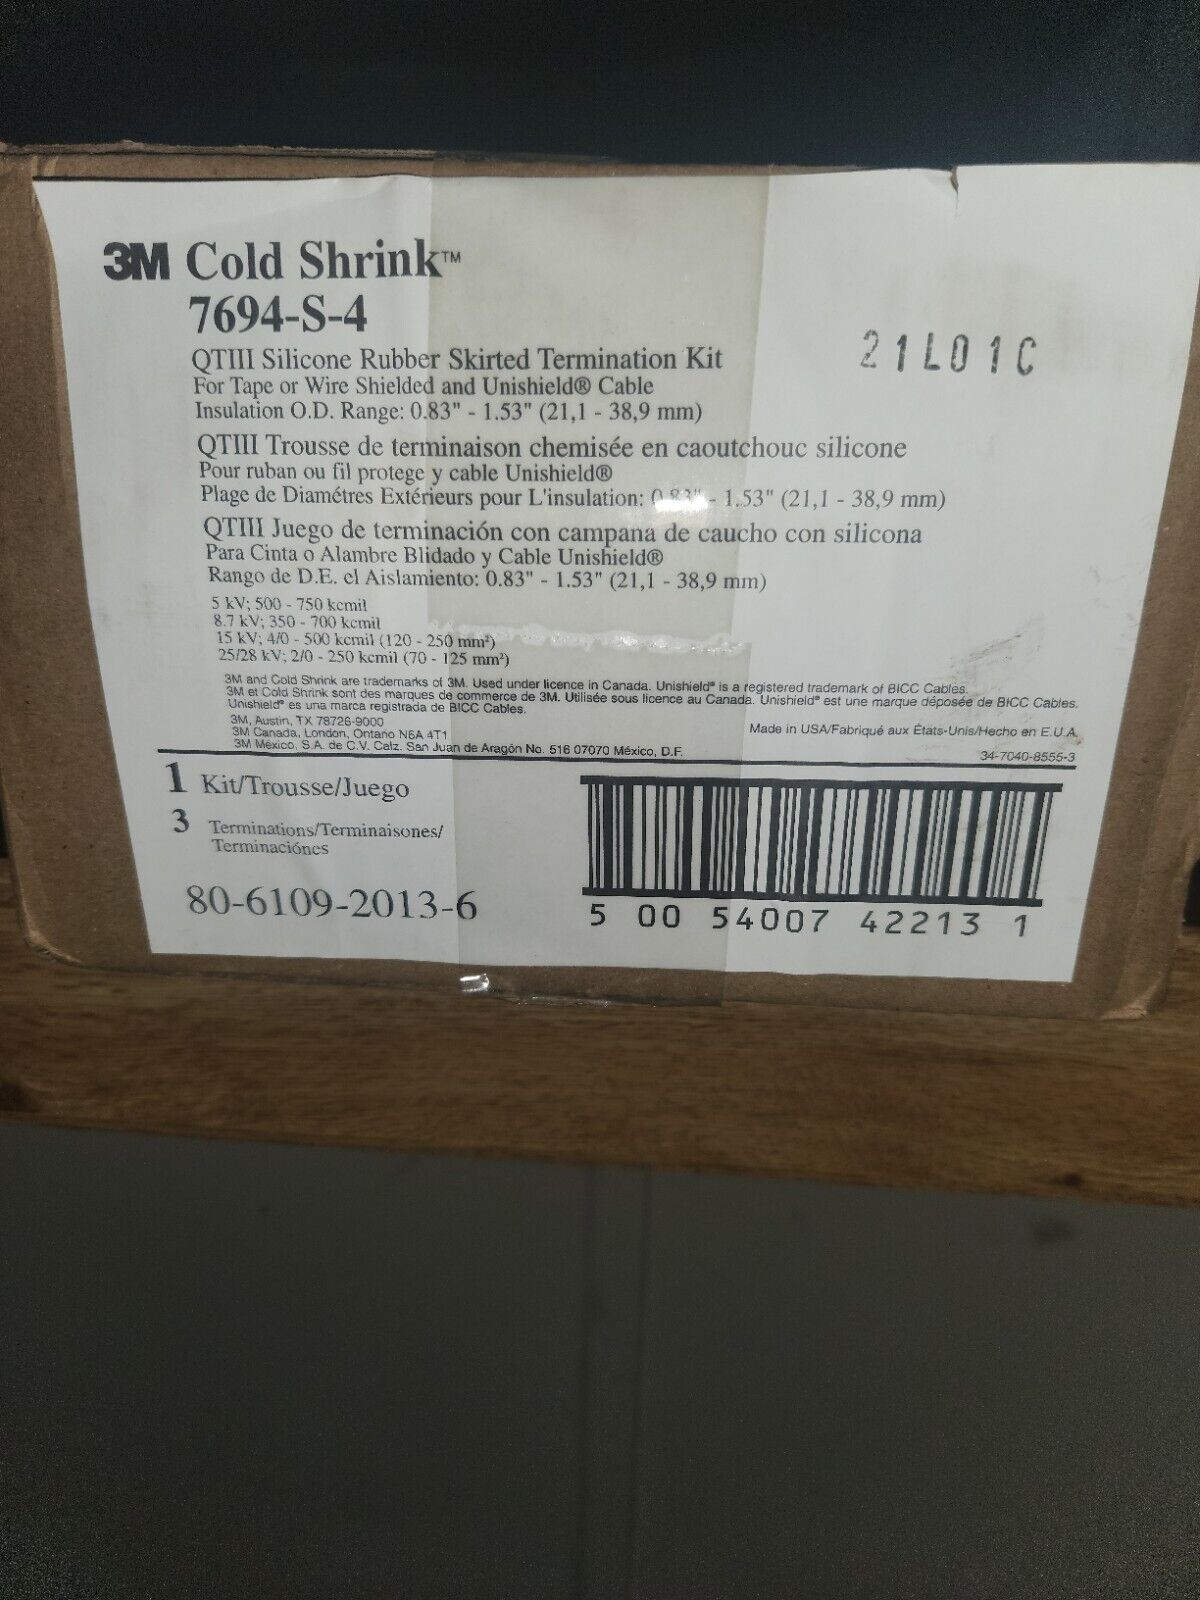 3M Cold Shrink™
7694-S-4
21L01C
QTIII Silicone Rubber Skirted Termination Kit
For Tape or Wire Shielded and Unishield® Cable
Insulation O.D. Range: 0.83" - 1.53" (21,1 - 38,9 mm)
QTIII Trousse de terminaison chemisée en caoutchouc silicone
Pour ruban ou fil protege y cable Unishield®
Plage de Diamétres Extérieurs pour L'insulation: 0.83" - 1.53" (21,1 - 38,9 mm)
QTIII Juego de terminación con campana de caucho con silicona
Para Cinta o Alambre Blidado y Cable Unishield®
Rango de D.E. el Aislamiento: 0.83" - 1.53" (21,1 - 38,9 mm)
5 kV; 500 - 750 kcmil
8.7 kV; 350 - 700 kcmil
15 kV; 4/0 - 500 kcmil (120 - 250 mm²)
25/28 kV; 2/0 - 250 kcmil (70 - 125 mm²)
3M and Cold Shrink are trademarks of 3M. Used under licence in Canada. Unishield® is a registered trademark of BICC Cables.
3M et Cold Shrink sont des marques de commerce de 3M. Utilisée sous licence au Canada. Unishield® est une marque déposée de BICC Cables.
Unishield® es una marca registrada de BICC Cables.
3M, Austin, TX 78726-9000
3M Canada, London, Ontario N6A 4T1
3M México, S.A. de C.V. Calz. San Juan de Aragón No. 516 07070 México, D.F.
Made in USA/Fabriqué aux États-Unis/Hecho en E.U.A.
34-7040-8555-3
1 Kit/Trousse/Juego
3 Terminations/Terminaisones/
Terminaciónes
80-6109-2013-6
5 00 54007 42213 1